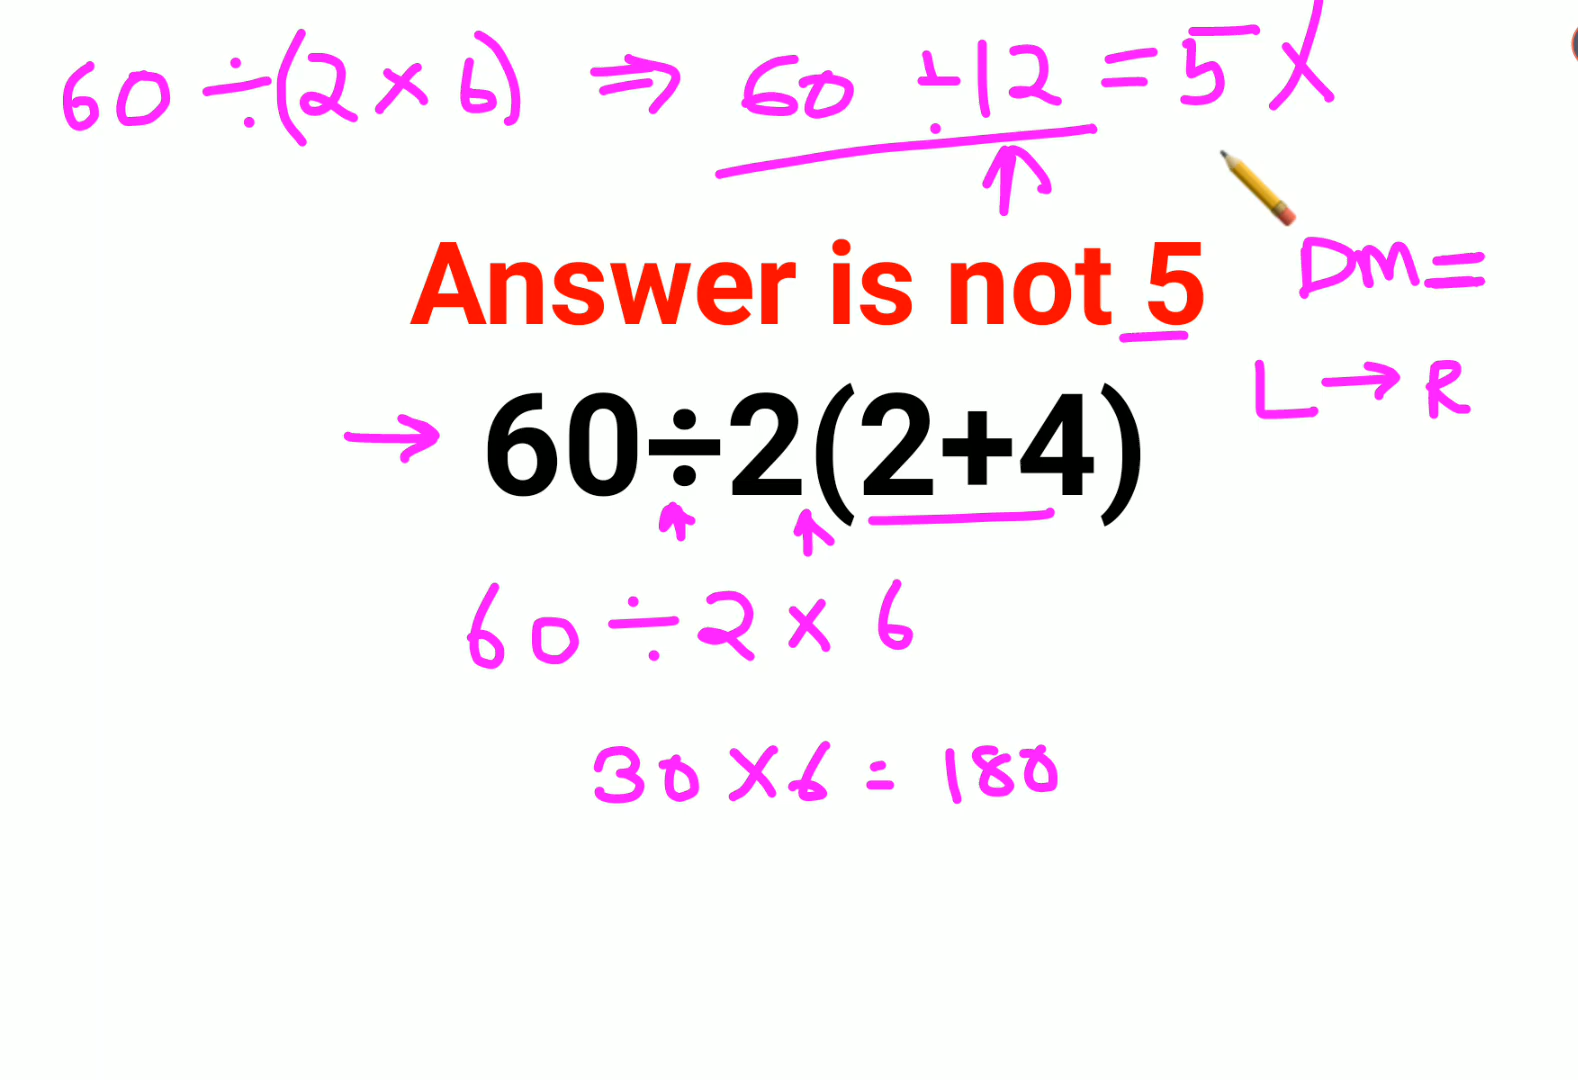 60 ÷ (2 × 6) ⇒ 60 ÷ 12 = 5 X
Answer is not 5
DM =
L → R
→ 60÷2(2+4)
60 ÷ 2 × 6
30 × 6 = 180